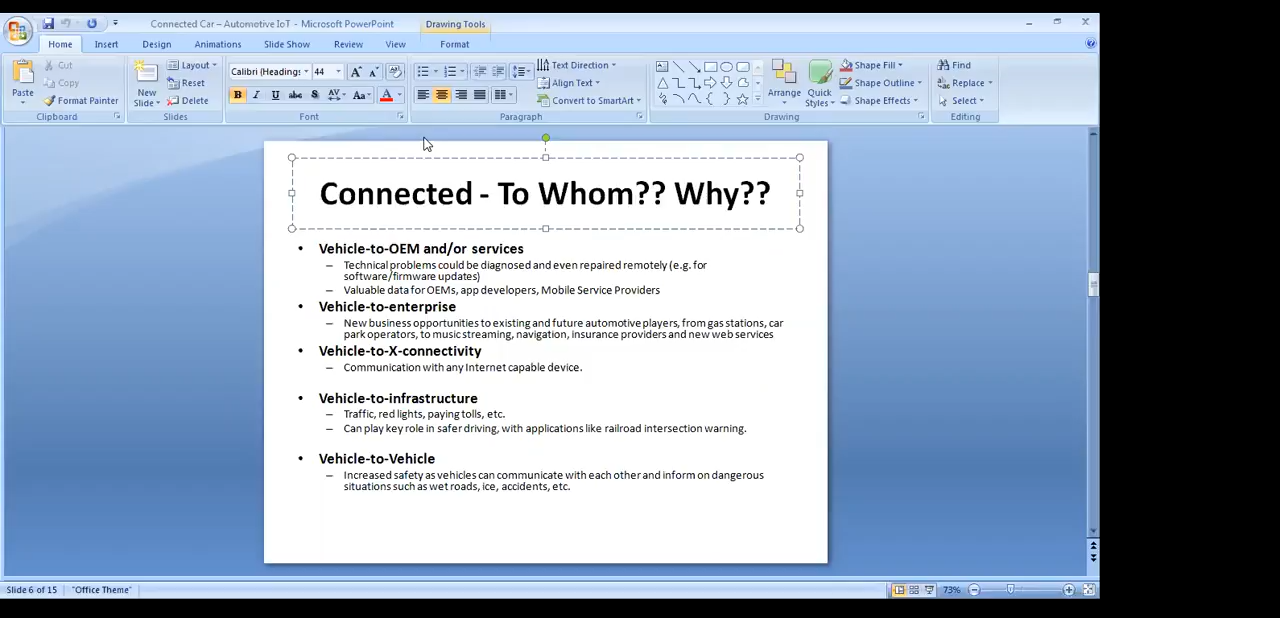 Connected Car – Automotive IoT - Microsoft PowerPoint
Drawing Tools
Home Insert Design Animations Slide Show Review View Format
Paste
Cut
Copy
Format Painter
Clipboard
New Slide
Layout
Reset
Delete
Slides
Calibri (Headings 44
B I U abc S AV Aa A
Font
Text Direction
Align Text
Convert to SmartArt
Paragraph
Arrange
Quick Styles
Shape Fill
Shape Outline
Shape Effects
Drawing
Find
Replace
Select
Editing
Connected - To Whom?? Why??
• Vehicle-to-OEM and/or services
– Technical problems could be diagnosed and even repaired remotely (e.g. for
software/firmware updates)
– Valuable data for OEMs, app developers, Mobile Service Providers
• Vehicle-to-enterprise
– New business opportunities to existing and future automotive players, from gas stations, car
park operators, to music streaming, navigation, insurance providers and new web services
• Vehicle-to-X-connectivity
– Communication with any Internet capable device.
• Vehicle-to-infrastructure
– Traffic, red lights, paying tolls, etc.
– Can play key role in safer driving, with applications like railroad intersection warning.
• Vehicle-to-Vehicle
– Increased safety as vehicles can communicate with each other and inform on dangerous
situations such as wet roads, ice, accidents, etc.
Slide 6 of 15 "Office Theme" 73%